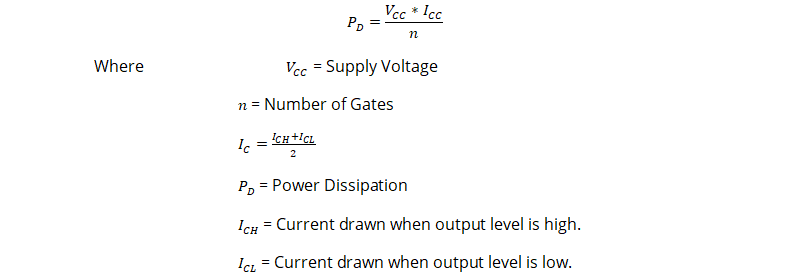 P_D = \frac{V_{CC} * I_{CC}}{n}
Where V_{CC} = Supply Voltage
n = Number of Gates
I_C = \frac{I_{CH}+I_{CL}}{2}
P_D = Power Dissipation
I_{CH} = Current drawn when output level is high.
I_{CL} = Current drawn when output level is low.